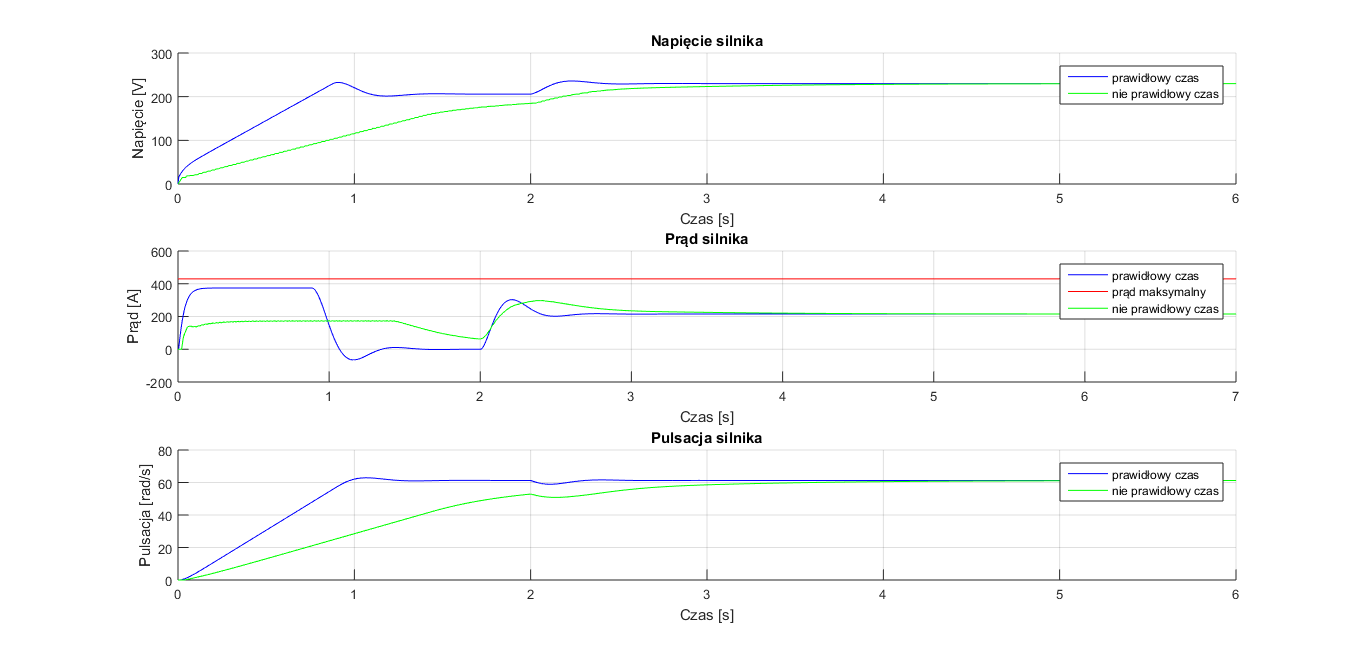 Napięcie silnika
300
200
100
0
Napięcie [V]
prawidłowy czas
nie prawidłowy czas
0 1 2 3 4 5 6
Czas [s]
Prąd silnika
600
400
200
0
-200
Prąd [A]
prawidłowy czas
prąd maksymalny
nie prawidłowy czas
0 1 2 3 4 5 6 7
Czas [s]
Pulsacja silnika
80
60
40
20
0
Pulsacja [rad/s]
prawidłowy czas
nie prawidłowy czas
0 1 2 3 4 5 6
Czas [s]